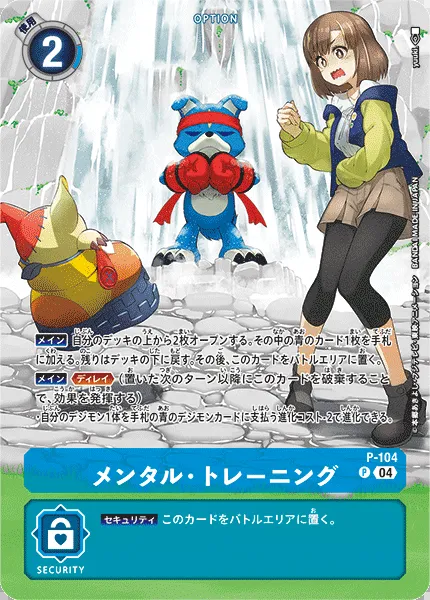 OPTION
使用
2
yuuki
BANDAI MADE IN JAPAN
メイン 自分のデッキの上から2枚オープンする。その中の青のカード1枚を手札
に加える。残りはデッキの下に戻す。その後、このカードをバトルエリアに置く。
メイン ディレイ (置いた次のターン以降にこのカードを破棄すること
で、効果を発揮する)
・自分のデジモン1体を手札の青のデジモンカードに支払う進化コスト-2で進化できる。
P-104
メンタル・トレーニング
P 04
セキュリティ このカードをバトルエリアに置く。
SECURITY